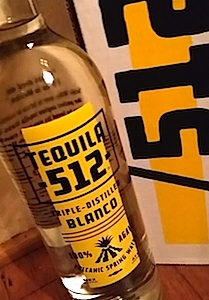 TEQUILA
512
TRIPLE-DISTILLED
BLANCO
100% AGAVE
VOLCANIC SPRING WATER
512